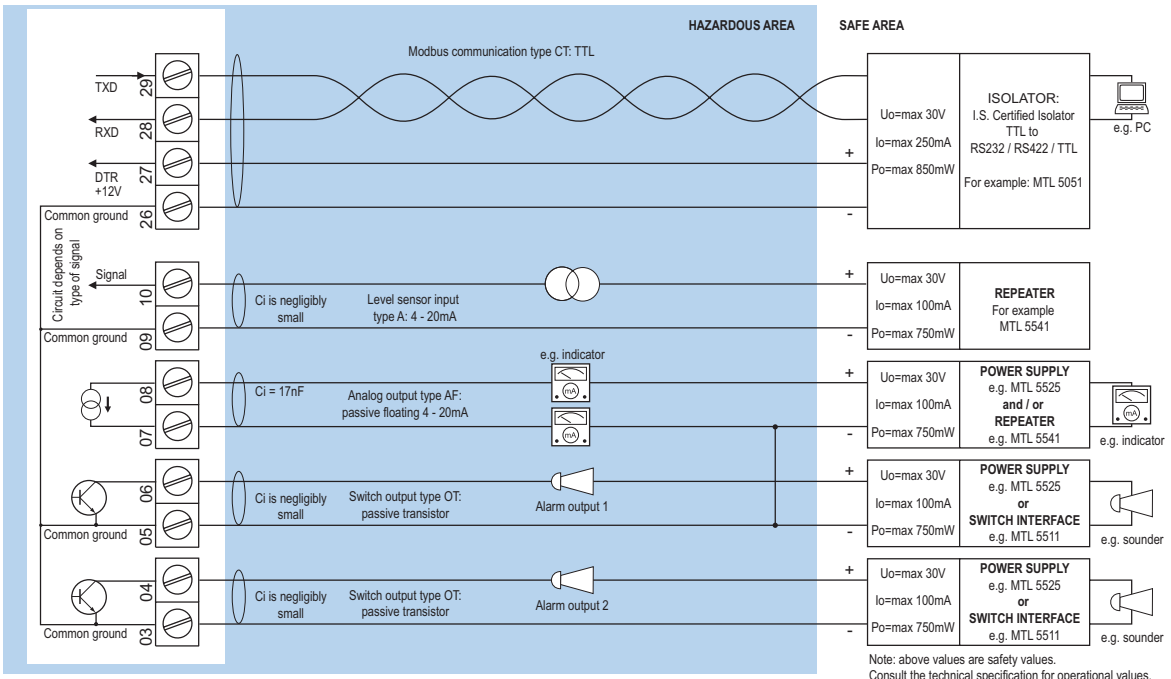 HAZARDOUS AREA
SAFE AREA
Modbus communication type CT: TTL
TXD
29
RXD
28
DTR
+12V
27
Common ground
26
+
-
Uo=max 30V
Io=max 250mA
Po=max 850mW
ISOLATOR:
I.S. Certified Isolator
TTL to
RS232 / RS422 / TTL
For example: MTL 5051
e.g. PC
Circuit depends on
type of signal
Signal
10
Common ground
09
Ci is negligibly
small
Level sensor input
type A: 4 - 20mA
+
-
Uo=max 30V
Io=max 100mA
Po=max 750mW
REPEATER
For example
MTL 5541
08
07
Ci = 17nF
Analog output type AF:
passive floating 4 - 20mA
e.g. indicator
mA
mA
+
-
Uo=max 30V
Io=max 100mA
Po=max 750mW
POWER SUPPLY
e.g. MTL 5525
and / or
REPEATER
e.g. MTL 5541
mA
e.g. indicator
06
Common ground
05
Ci is negligibly
small
Switch output type OT:
passive transistor
Alarm output 1
+
-
Uo=max 30V
Io=max 100mA
Po=max 750mW
POWER SUPPLY
e.g. MTL 5525
or
SWITCH INTERFACE
e.g. MTL 5511
e.g. sounder
04
Common ground
03
Ci is negligibly
small
Switch output type OT:
passive transistor
Alarm output 2
+
-
Uo=max 30V
Io=max 100mA
Po=max 750mW
POWER SUPPLY
e.g. MTL 5525
or
SWITCH INTERFACE
e.g. MTL 5511
e.g. sounder
Note: above values are safety values.
Consult the technical specification for operational values.